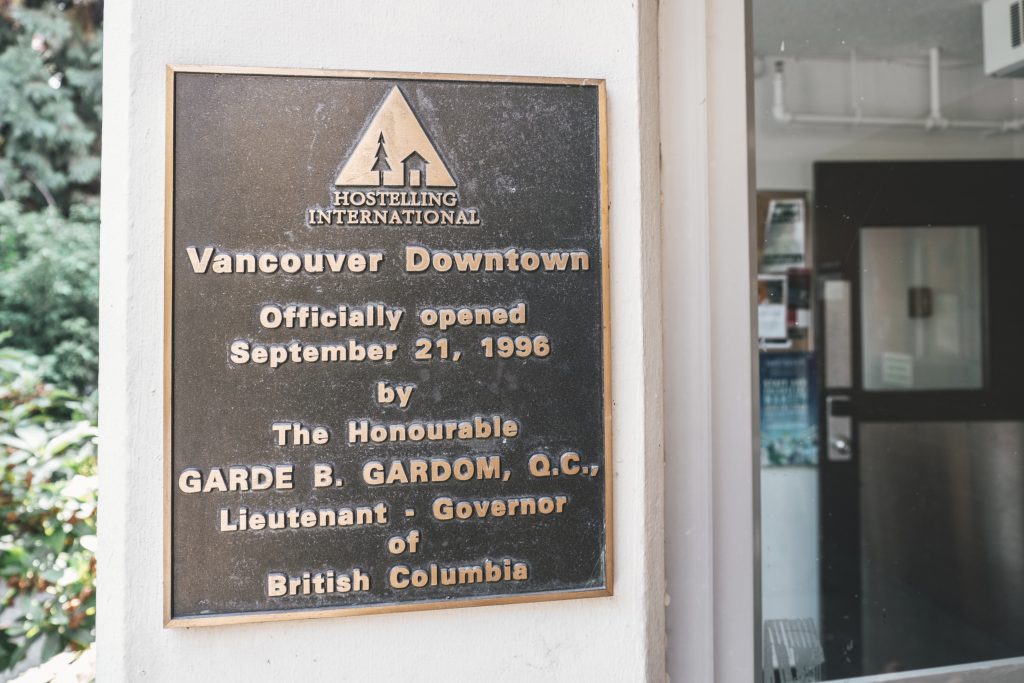 HOSTELLING
INTERNATIONAL
Vancouver Downtown
Officially opened
September 21, 1996
by
The Honourable
GARDE B. GARDOM, Q.C.,
Lieutenant - Governor
of
British Columbia